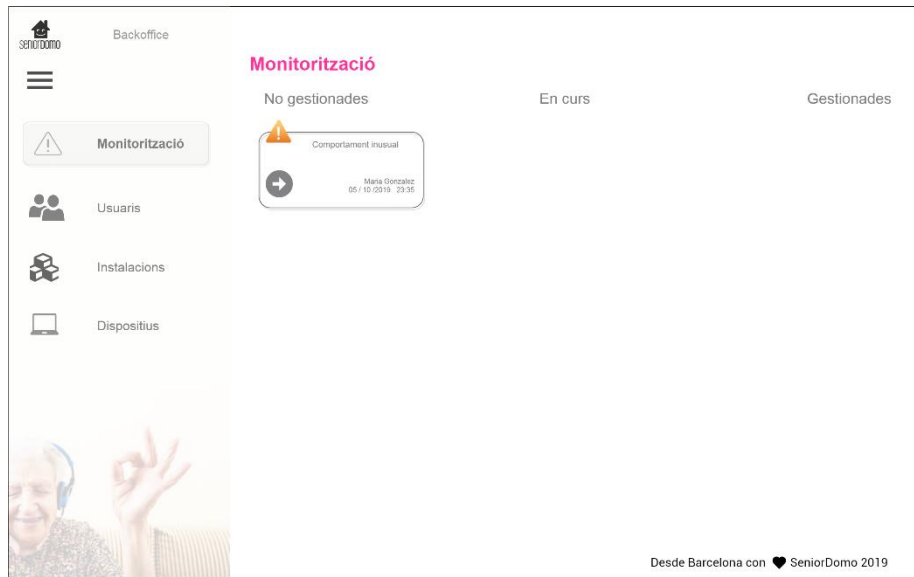 SENIORDOMO
Backoffice
Monitorització
Usuaris
Instalacions
Dispositius
Monitorització
No gestionades
En curs
Gestionades
Comportament inusual
Maria Gonzalez
05 / 10 /2019 23:35
Desde Barcelona con ♥ SeniorDomo 2019